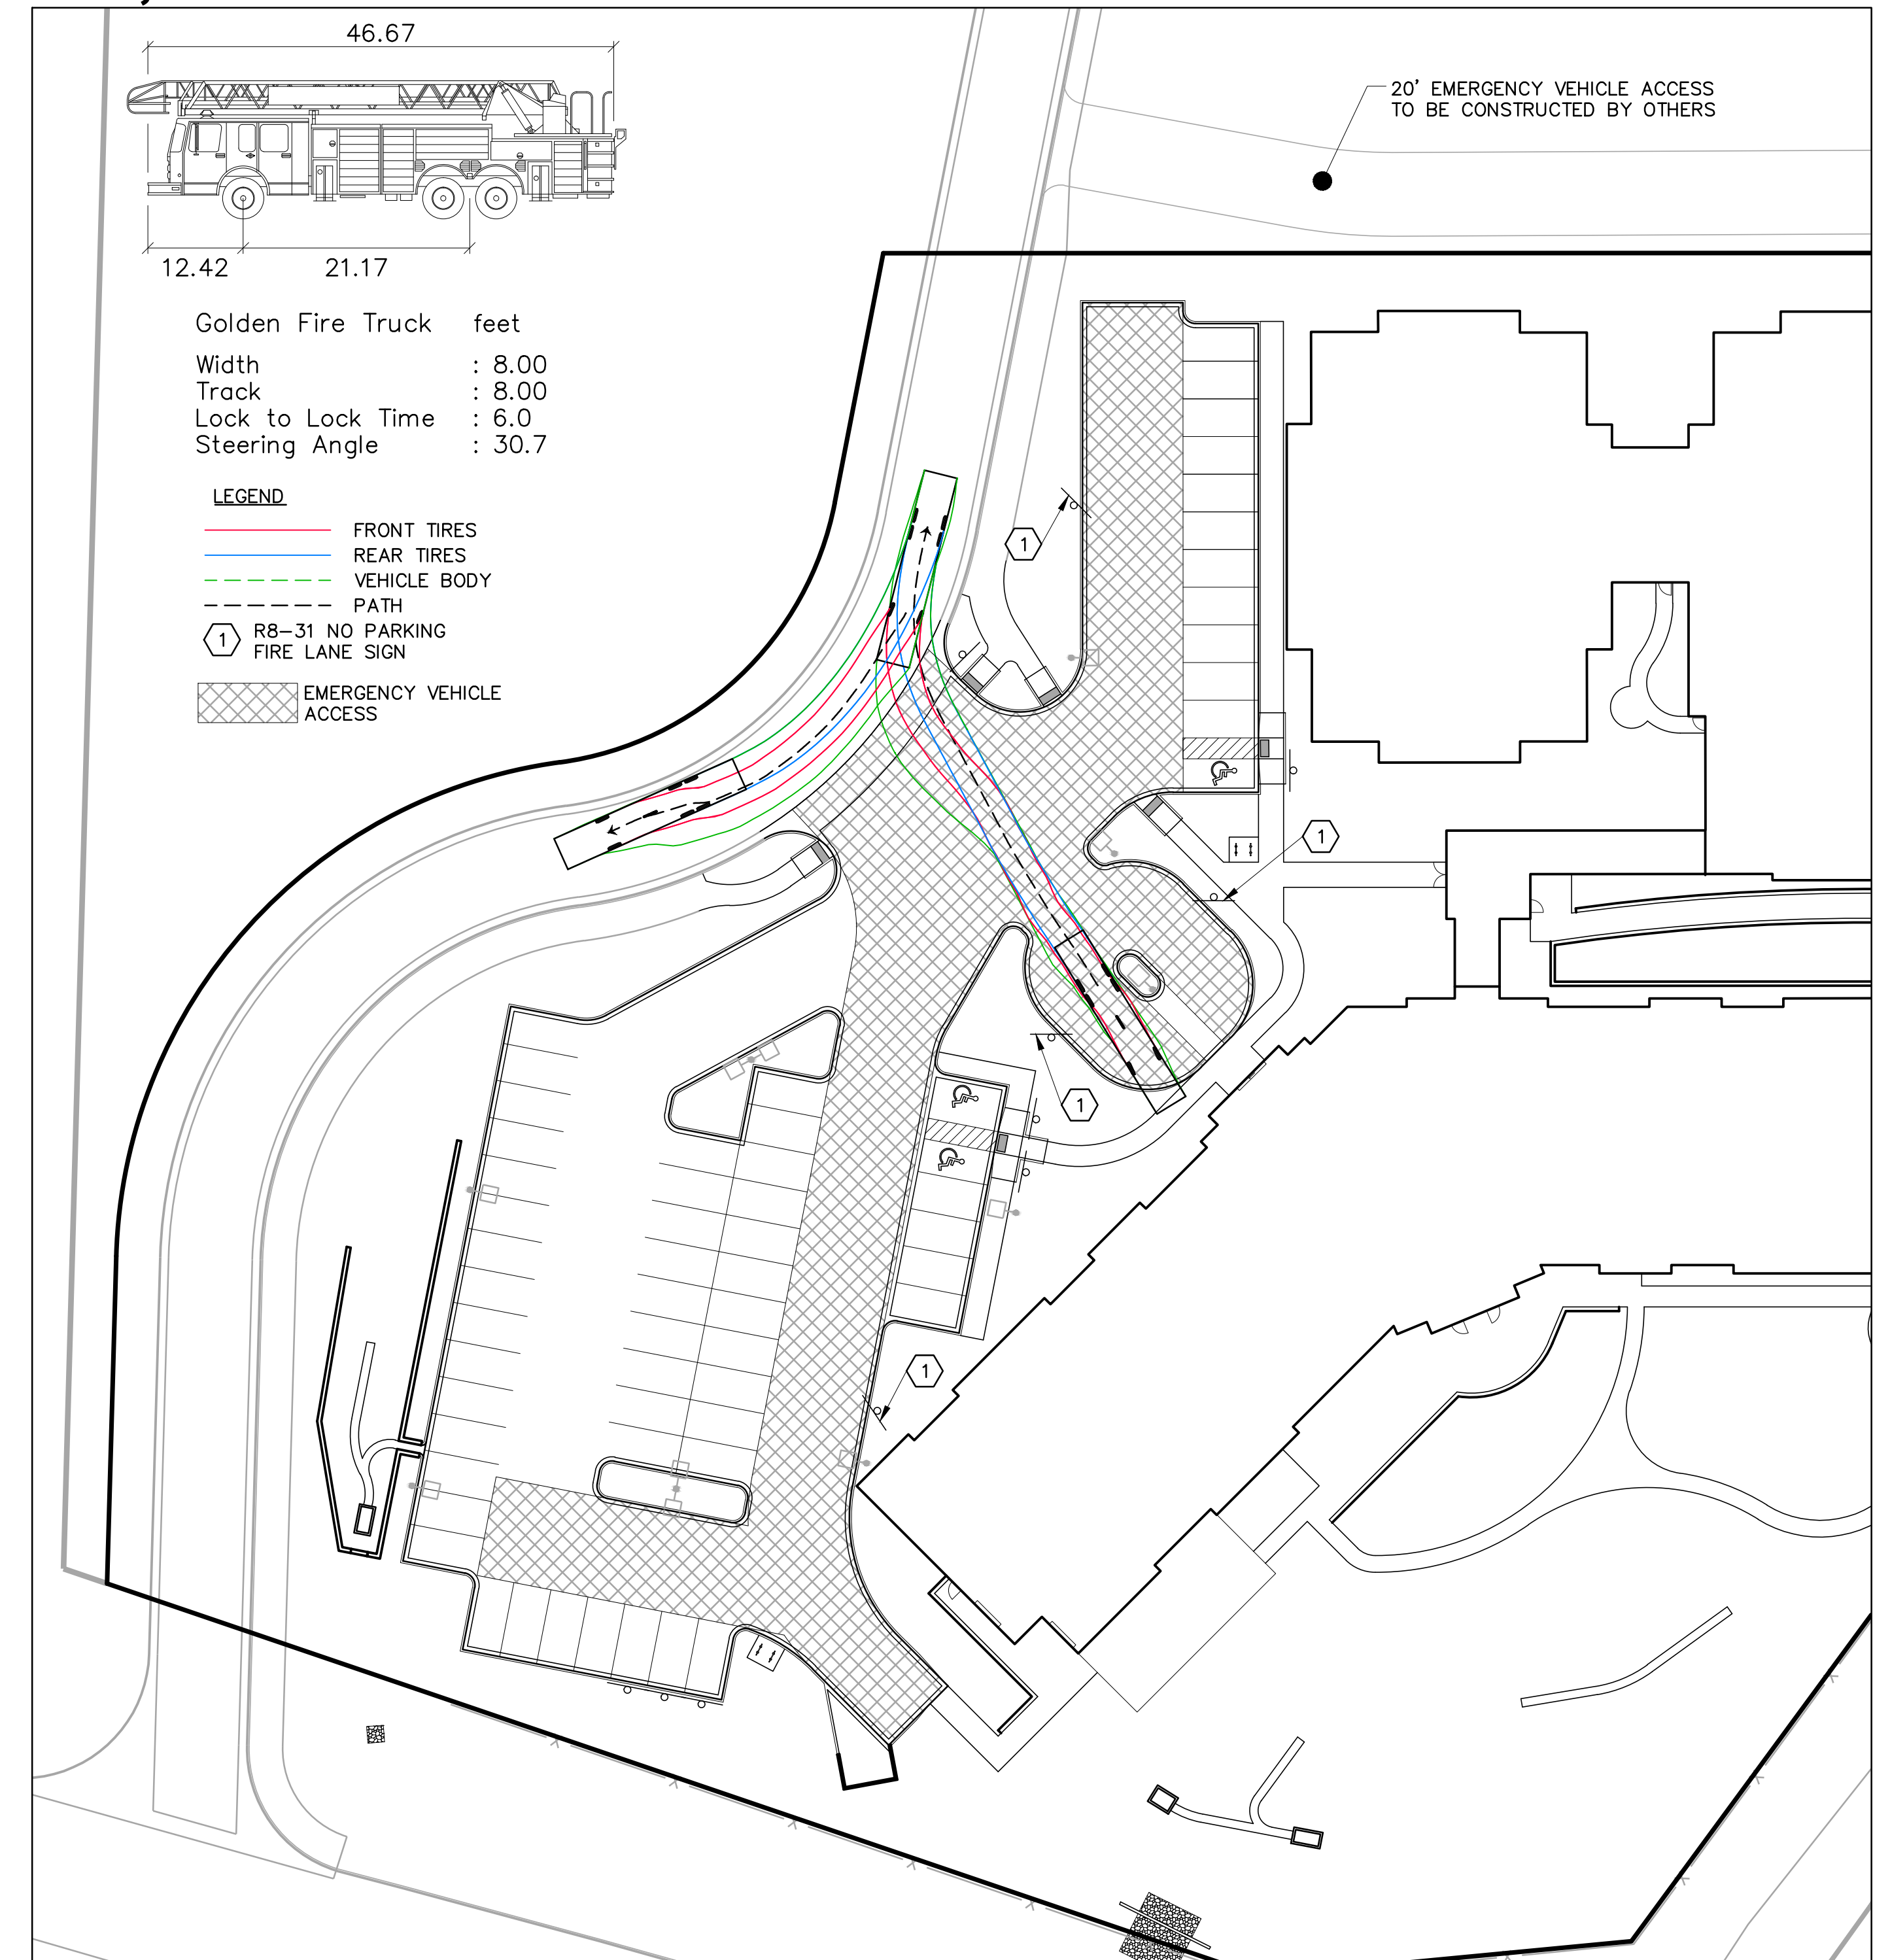 46.67
12.42
21.17
20' EMERGENCY VEHICLE ACCESS
TO BE CONSTRUCTED BY OTHERS
Golden Fire Truck feet
Width : 8.00
Track : 8.00
Lock to Lock Time : 6.0
Steering Angle : 30.7
LEGEND
FRONT TIRES
REAR TIRES
VEHICLE BODY
PATH
1 R8-31 NO PARKING
FIRE LANE SIGN
EMERGENCY VEHICLE
ACCESS
1
1
1
1